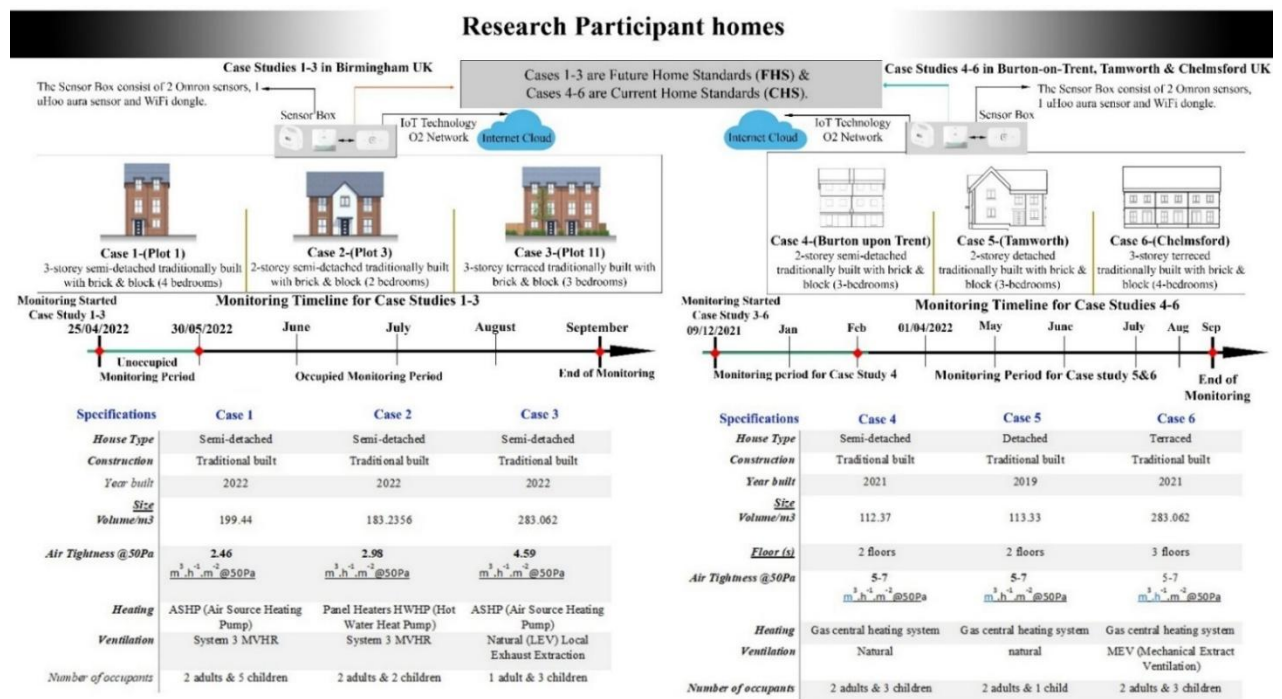 Research Participant homes
Case Studies 1-3 in Birmingham UK
The Sensor Box consist of 2 Omron sensors, 1
uHoo aura sensor and WiFi dongle.
Sensor Box
IoT Technology
O2 Network
Internet Cloud
Cases 1-3 are Future Home Standards (FHS) &
Cases 4-6 are Current Home Standards (CHS).
Case Studies 4-6 in Burton-on-Trent, Tamworth & Chelmsford UK
The Sensor Box consist of 2 Omron sensors,
1 uHoo aura sensor and WiFi dongle.
IoT Technology
O2 Network
Sensor Box
Internet Cloud
Case 1-(Plot 1)
3-storey semi-detached traditionally built
with brick & block (4 bedrooms)
Case 2-(Plot 3)
2-storey semi-detached traditionally built
with brick & block (2 bedrooms)
Case 3-(Plot 11)
3-storey terraced traditionally built with
brick & block (3 bedrooms)
Case 4-(Burton upon Trent)
2-storey semi-detached
traditionally built with brick &
block (3-bedrooms)
Case 5-(Tamworth)
2-storey detached
traditionally built with brick &
block (3-bedrooms)
Case 6-(Chelmsford)
3-storey terreced
traditionally built with brick &
block (4-bedrooms)
Monitoring Timeline for Case Studies 1-3
Monitoring Started
Case Study 1-3
25/04/2022 30/05/2022 June July August September
Unoccupied
Monitoring Period
Occupied Monitoring Period
End of Monitoring
Monitoring Timeline for Case Studies 4-6
Monitoring Started
Case Study 3-6
09/12/2021 Jan Feb 01/04/2022 May June July Aug Sep
Monitoring period for Case Study 4
Monitoring Period for Case study 5&6
End of
Monitoring
Specifications Case 1 Case 2 Case 3
House Type Semi-detached Semi-detached Semi-detached
Construction Traditional built Traditional built Traditional built
Year built 2022 2022 2022
Size
Volume/m3 199.44 183.2356 283.062
Air Tightness @50Pa 2.46 2.98 4.59
m³.h⁻¹.m⁻²@50Pa m³.h⁻¹.m⁻²@50Pa m³.h⁻¹.m⁻²@50Pa
Heating ASHP (Air Source Heating Panel Heaters HWHP (Hot ASHP (Air Source Heating
Pump) Water Heat Pump) Pump)
Ventilation System 3 MVHR System 3 MVHR Natural (LEV) Local
Exhaust Extraction
Number of occupants 2 adults & 5 children 2 adults & 2 children 1 adult & 3 children
Specifications Case 4 Case 5 Case 6
House Type Semi-detached Detached Terraced
Construction Traditional built Traditional built Traditional built
Year built 2021 2019 2021
Size
Volume/m3 112.37 113.33 283.062
Floor (s) 2 floors 2 floors 3 floors
Air Tightness @50Pa 5-7 5-7 5-7
m³.h⁻¹.m⁻²@50Pa m³.h⁻¹.m⁻²@50Pa m³.h⁻¹.m⁻²@50Pa
Heating Gas central heating system Gas central heating system Gas central heating system
Ventilation Natural natural MEV (Mechanical Extract
Ventilation)
Number of occupants 2 adults & 3 children 2 adults & 1 child 2 adults & 3 children